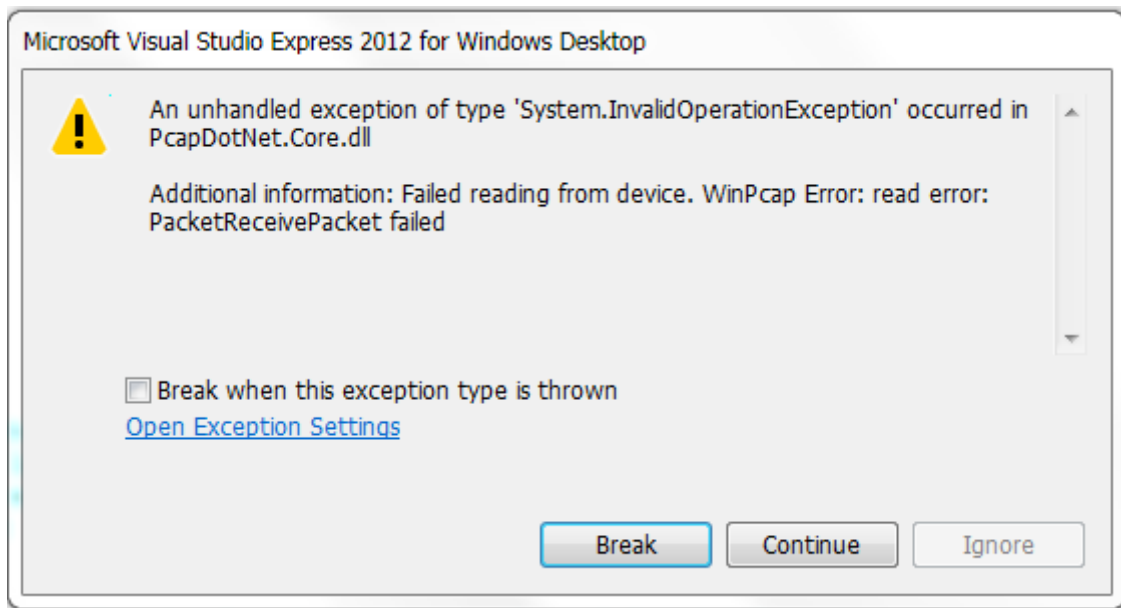 Microsoft Visual Studio Express 2012 for Windows Desktop
An unhandled exception of type 'System.InvalidOperationException' occurred in
PcapDotNet.Core.dll
Additional information: Failed reading from device. WinPcap Error: read error:
PacketReceivePacket failed
Break when this exception type is thrown
Open Exception Settings
Break Continue Ignore